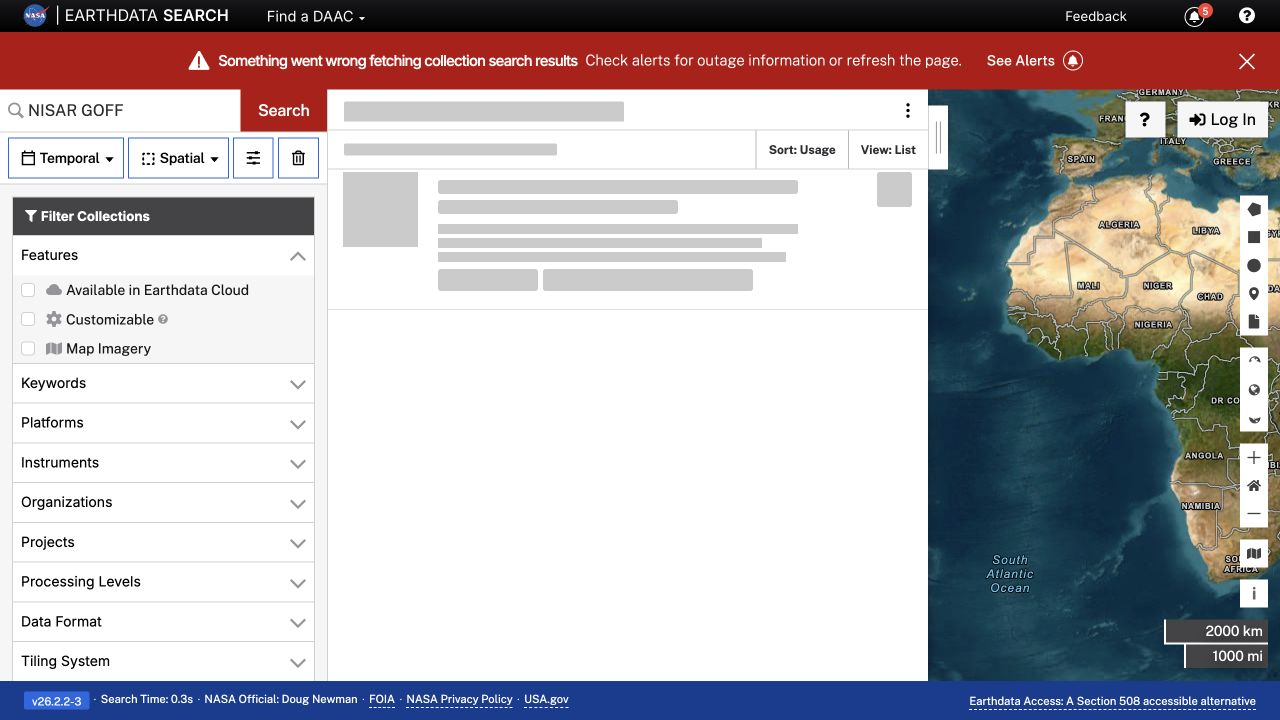 NASA EARTHDATA SEARCH Find a DAAC Feedback 5 ?
Something went wrong fetching collection search results Check alerts for outage information or refresh the page. See Alerts
NISAR GOFF Search
Temporal Spatial
Sort: Usage View: List
? Log In
Filter Collections
Features
Available in Earthdata Cloud
Customizable ?
Map Imagery
Keywords
Platforms
Instruments
Organizations
Projects
Processing Levels
Data Format
Tiling System
GERMANY
FRAN
ITALY
SPAIN
GREECE
ALGERIA
LIBYA
MALI
NIGER
CHAD
NIGERIA
DR CO
ANGOLA
NAMIBIA
SO
AFRICA
South
Atlantic
Ocean
i
2000 km
1000 mi
v26.2.2-3 · Search Time: 0.3s · NASA Official: Doug Newman · FOIA · NASA Privacy Policy · USA.gov
Earthdata Access: A Section 508 accessible alternative